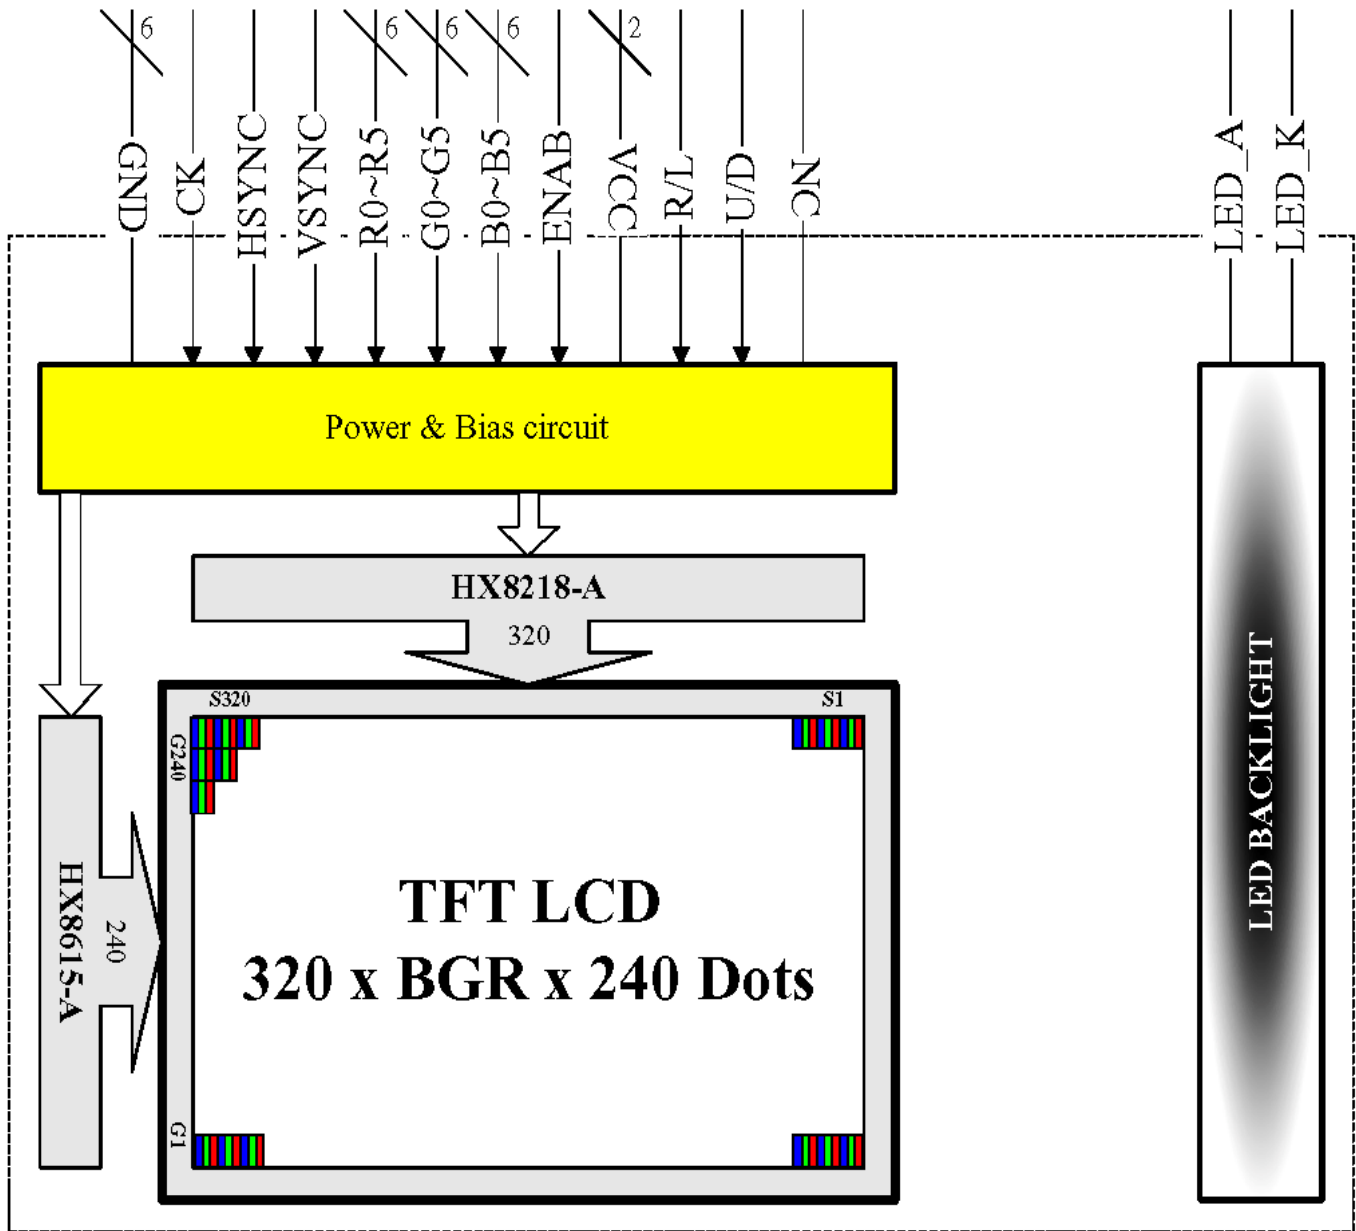 6
6
6
6
2
GND
CK
HSYNC
VSYNC
R0~R5
G0~G5
B0~B5
ENAB
VCC
R/L
U/D
NC
LED_A
LED_K
Power & Bias circuit
HX8218-A
320
S320
S1
G240
HX8615-A
240
TFT LCD
320 x BGR x 240 Dots
G1
LED BACKLIGHT